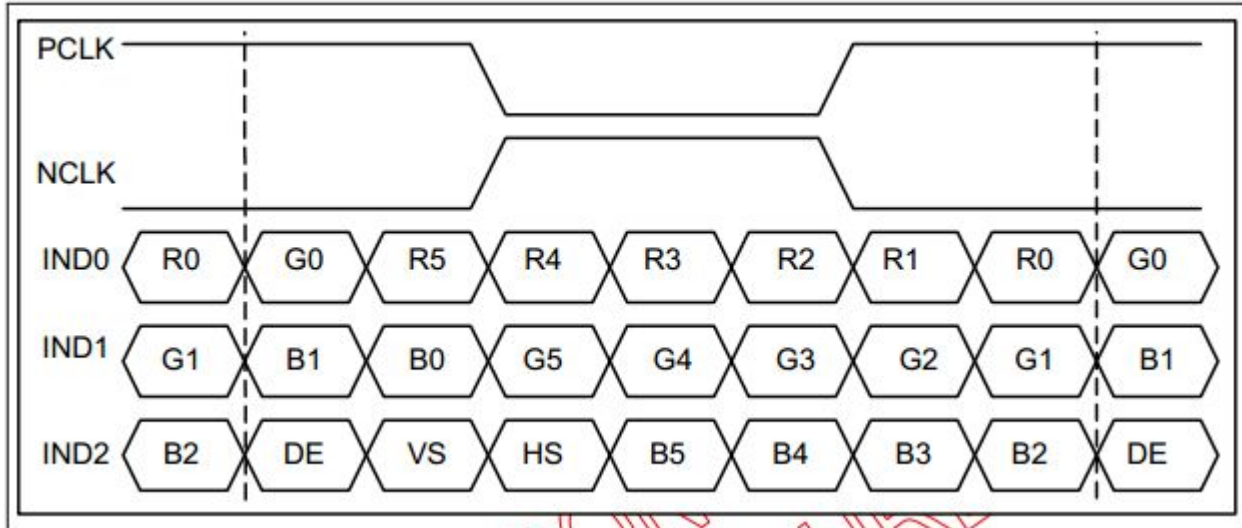 PCLK
NCLK
IND0 R0 G0 R5 R4 R3 R2 R1 R0 G0
IND1 G1 B1 B0 G5 G4 G3 G2 G1 B1
IND2 B2 DE VS HS B5 B4 B3 B2 DE